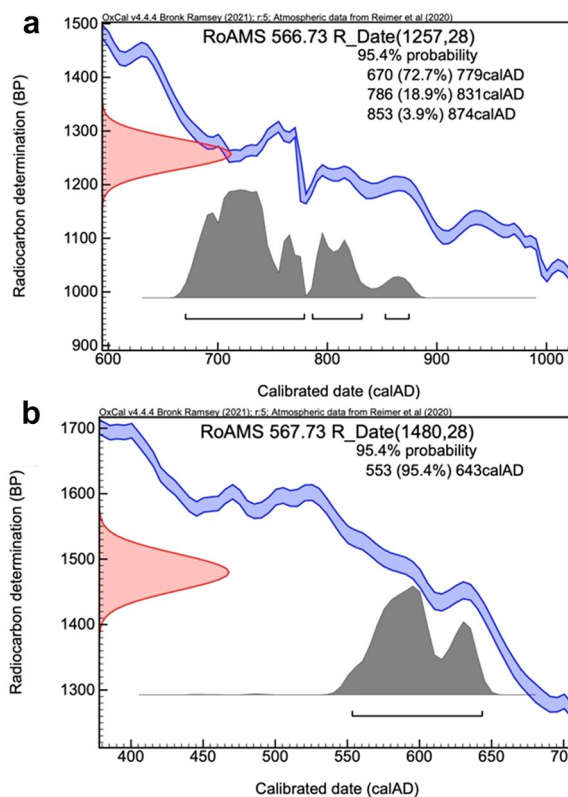 a
OxCal v4.4.4 Bronk Ramsey (2021); r:5; Atmospheric data from Reimer et al (2020)
RoAMS 566.73 R_Date(1257,28)
95.4% probability
670 (72.7%) 779calAD
786 (18.9%) 831calAD
853 (3.9%) 874calAD
Radiocarbon determination (BP)
1500
1400
1300
1200
1100
1000
900
600 700 800 900 1000
Calibrated date (calAD)
b
OxCal v4.4.4 Bronk Ramsey (2021); r:5; Atmospheric data from Reimer et al (2020)
RoAMS 567.73 R_Date(1480,28)
95.4% probability
553 (95.4%) 643calAD
Radiocarbon determination (BP)
1700
1600
1500
1400
1300
400 450 500 550 600 650
Calibrated date (calAD)